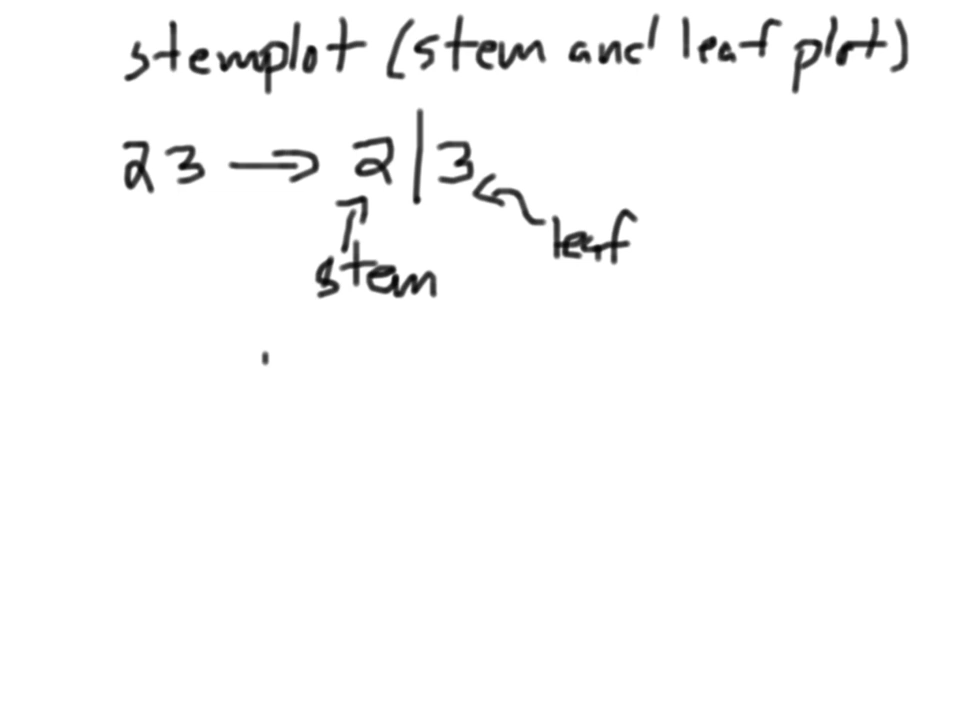 stemplot (stem and leaf plot)
23 → 2|3
leaf
stem